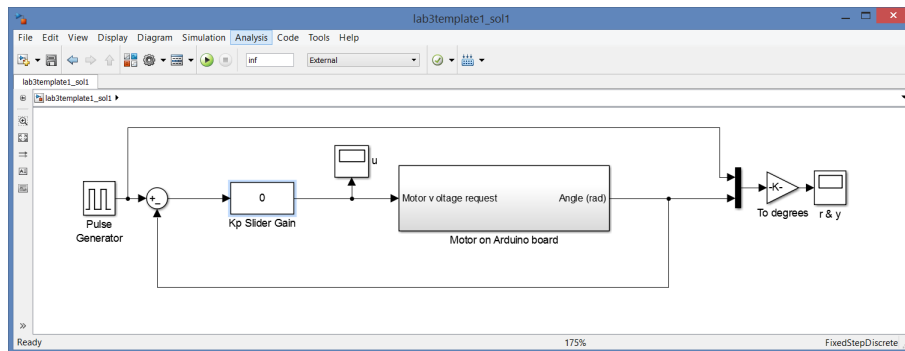 lab3template1_sol1
File Edit View Display Diagram Simulation Analysis Code Tools Help
inf
External
lab3template1_sol1
lab3template1_sol1
u
+
_
0
Motor v oltage request
Angle (rad)
-K-
Pulse
Generator
Kp Slider Gain
Motor on Arduino board
To degrees
r & y
Ready
175%
FixedStepDiscrete